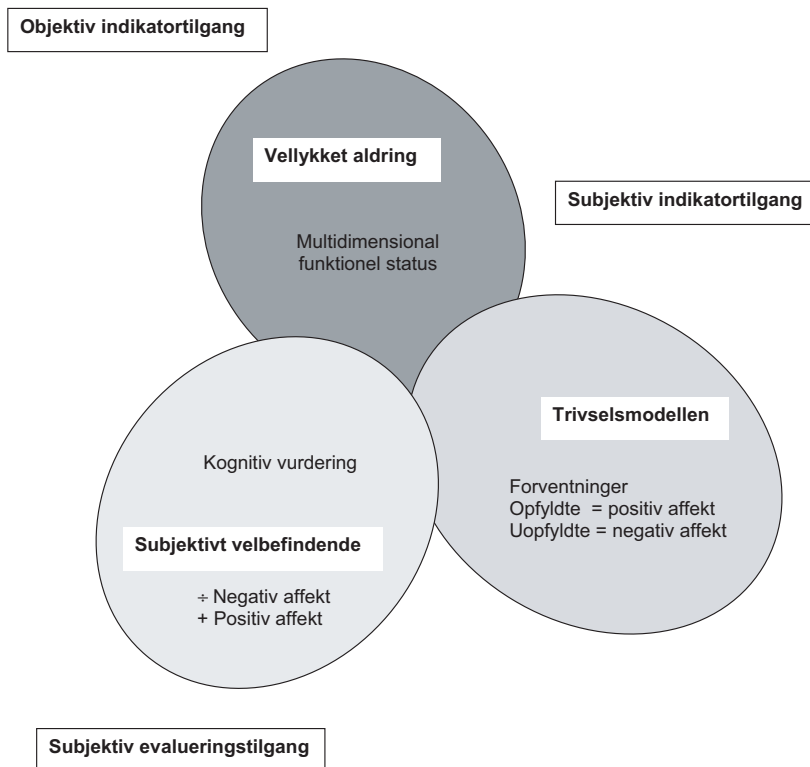 Objektiv indikatortilgang
Vellykket aldring
Subjektiv indikatortilgang
Multidimensional
funktionel status
Trivselsmodellen
Kognitiv vurdering
Forventninger
Opfyldte = positiv affekt
Uopfyldte = negativ affekt
Subjektivt velbefindende
÷ Negativ affekt
+ Positiv affekt
Subjektiv evalueringstilgang